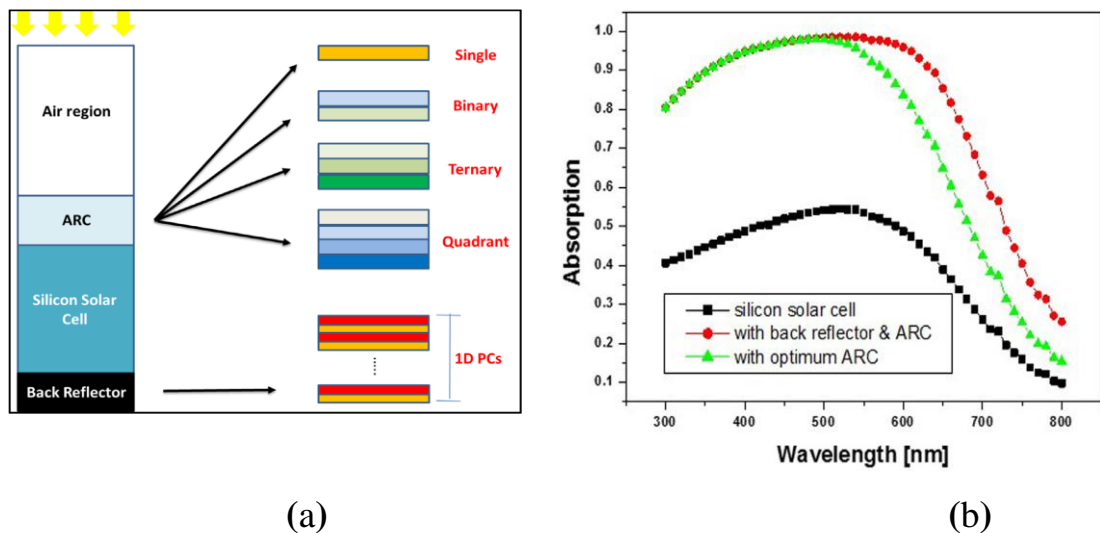 Air region
ARC
Silicon Solar
Cell
Back Reflector
Single
Binary
Ternary
Quadrant
1D PCs
(a)
1.0
0.9
0.8
0.7
0.6
0.5
0.4
0.3
0.2
0.1
Absorption
silicon solar cell
with back reflector & ARC
with optimum ARC
300 400 500 600 700 800
Wavelength [nm]
(b)